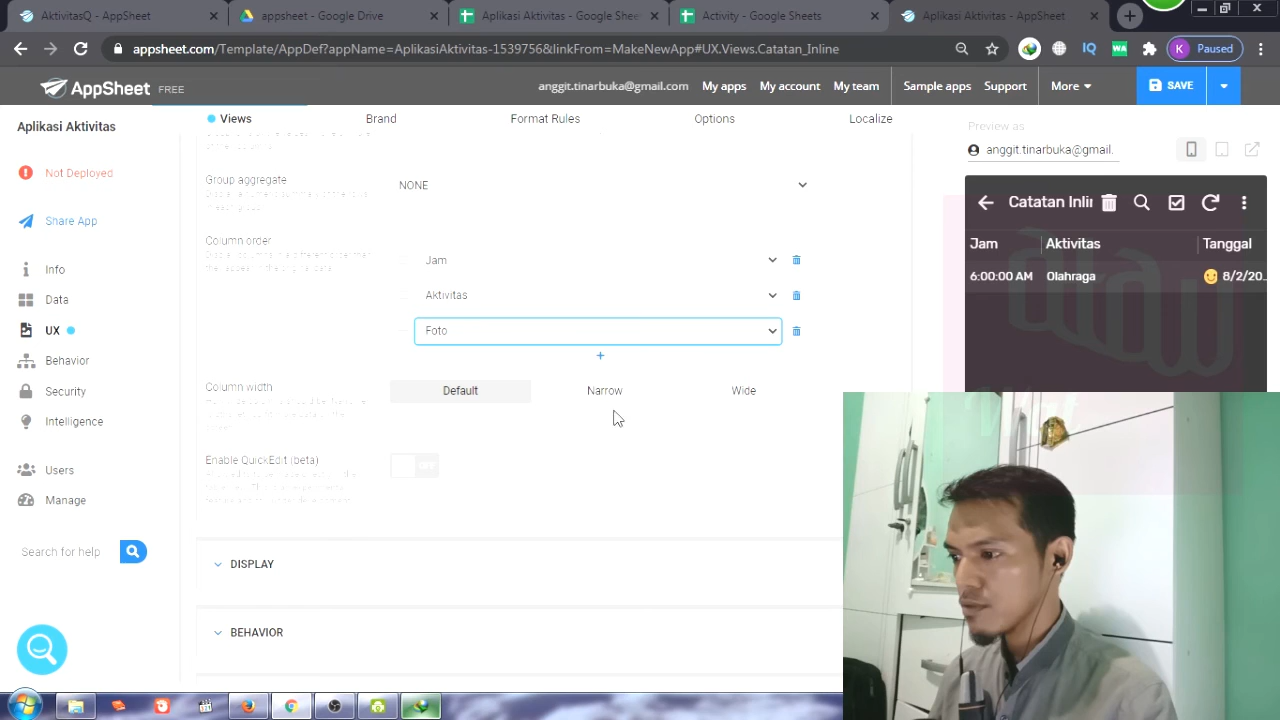 AktivitasQ - AppSheet
appsheet - Google Drive
Aplikasi Aktivitas - Google Shee
Activity - Google Sheets
Aplikasi Aktivitas - AppSheet
appsheet.com/Template/AppDef?appName=AplikasiAktivitas-1539756&linkFrom=MakeNewApp#UX.Views.Catatan_Inline
IQ
WA
K
Paused
AppSheet
FREE
anggit.tinarbuka@gmail.com
My apps
My account
My team
Sample apps
Support
More
SAVE
Aplikasi Aktivitas
Views
Brand
Format Rules
Options
Localize
Preview as
anggit.tinarbuka@gmail.
Not Deployed
Share App
Info
Data
UX
Behavior
Security
Intelligence
Users
Manage
Search for help
Group aggregate
NONE
Column order
Jam
Aktivitas
Foto
+
Column width
Default
Narrow
Wide
Enable QuickEdit (beta)
OFF
DISPLAY
BEHAVIOR
Catatan Inlin
Jam
Aktivitas
Tanggal
6:00:00 AM
Olahraga
8/2/20...